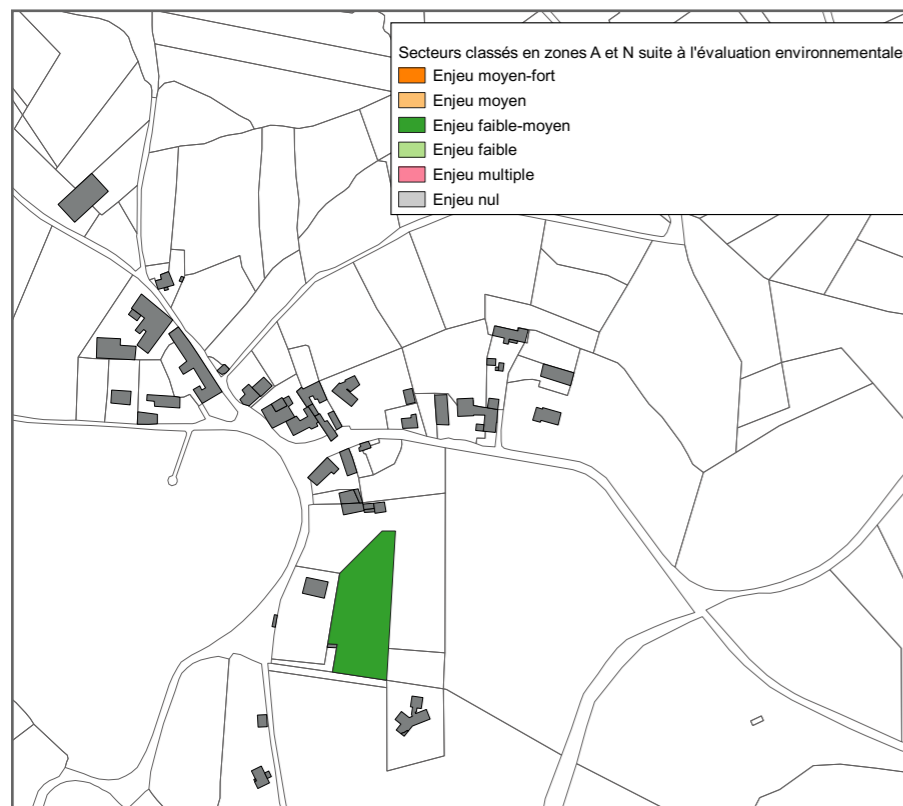 Secteurs classés en zones A et N suite à l'évaluation environnementale
Enjeu moyen-fort
Enjeu moyen
Enjeu faible-moyen
Enjeu faible
Enjeu multiple
Enjeu nul